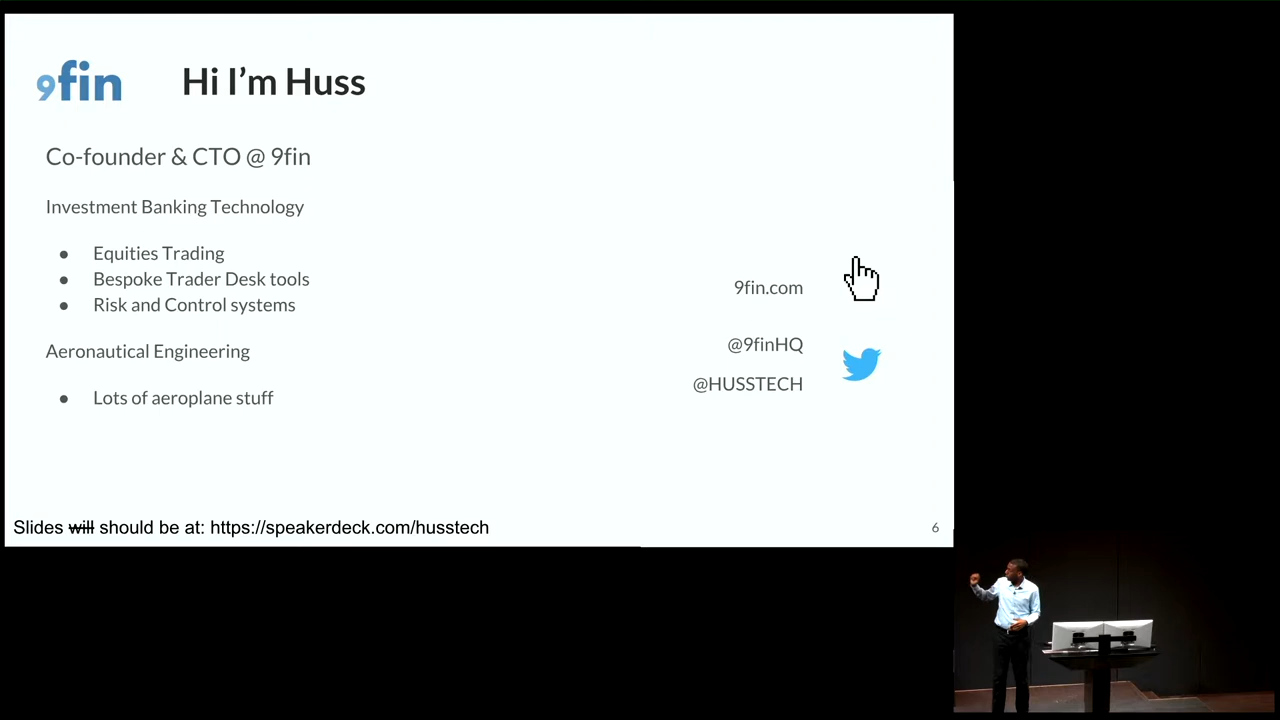 9fin
Hi I'm Huss
Co-founder & CTO @ 9fin
Investment Banking Technology
● Equities Trading
● Bespoke Trader Desk tools
● Risk and Control systems
Aeronautical Engineering
● Lots of aeroplane stuff
9fin.com
@9finHQ
@HUSSTECH
Slides will should be at: https://speakerdeck.com/husstech
6